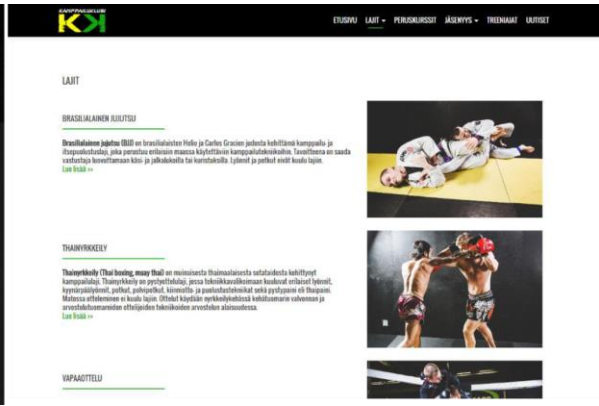 KAMPPAILUKLUBI
KK
ETUSIVU LAJIT PERUSKURSSIT JÄSENYYS TREENIAJAT UUTISET
LAJIT
BRASILIALAINEN JUJUTSU
Brasilialainen jujutsu (BJJ) on brasilialaisten Helio ja Carlos Gracien judosta kehittämä kamppailu- ja
itsepuolustuslaji, joka perustuu erilaisiin maassa käytettäviin kamppailutekniikoihin. Tavoitteena on saada
vastustaja luovuttamaan käsi- ja jalkalukoilla tai kuristuksilla. Lyönnit ja potkut eivät kuulu lajiin.
Lue lisää >>
THAINYRKKEILY
Thainyrkkeily (Thai boxing, muay thai) on muinaisesta thaimaalaisesta sotataidosta kehittynyt
kamppailulaji. Thainyrkkeily on pystyottelulaji, jossa tekniikkavalikoimaan kuuluvat erilaiset lyönnit,
kyynärpäälyönnit, potkut, polvipotkut, kiinniotto- ja puolustustekniikat sekä pystypaini eli thaipaini.
Matossa otteleminen ei kuulu lajiin. Ottelut käydään nyrkkeilykehässä kehätuomarin valvonnan ja
arvostelutuomareiden ottelijoiden tekniikoiden arvostelun alaisuudessa.
Lue lisää >>
VAPAAOTTELU